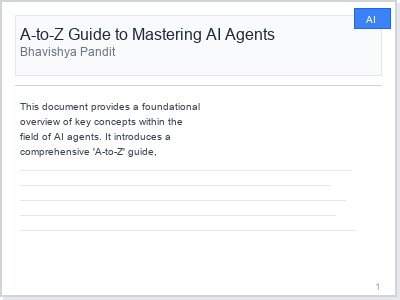 AI
A-to-Z Guide to Mastering AI Agents
Bhavishya Pandit
This document provides a foundational
overview of key concepts within the
field of AI agents. It introduces a
comprehensive 'A-to-Z' guide,
1